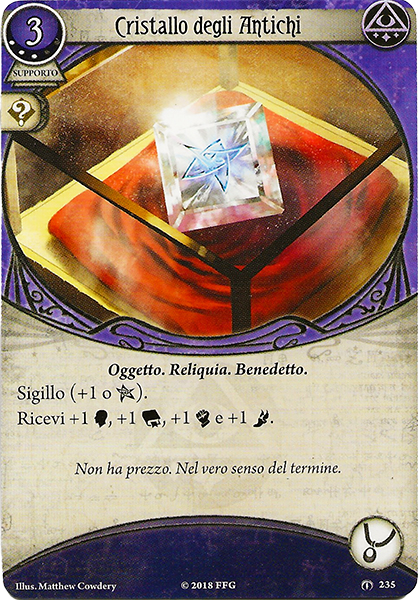 3
Cristallo degli Antichi
SUPPORTO
?
Oggetto. Reliquia. Benedetto.
Sigillo (+1 o ).
Ricevi +1 , +1 , +1 e +1 .
Non ha prezzo. Nel vero senso del termine.
Illus. Matthew Cowdery
© 2018 FFG
235